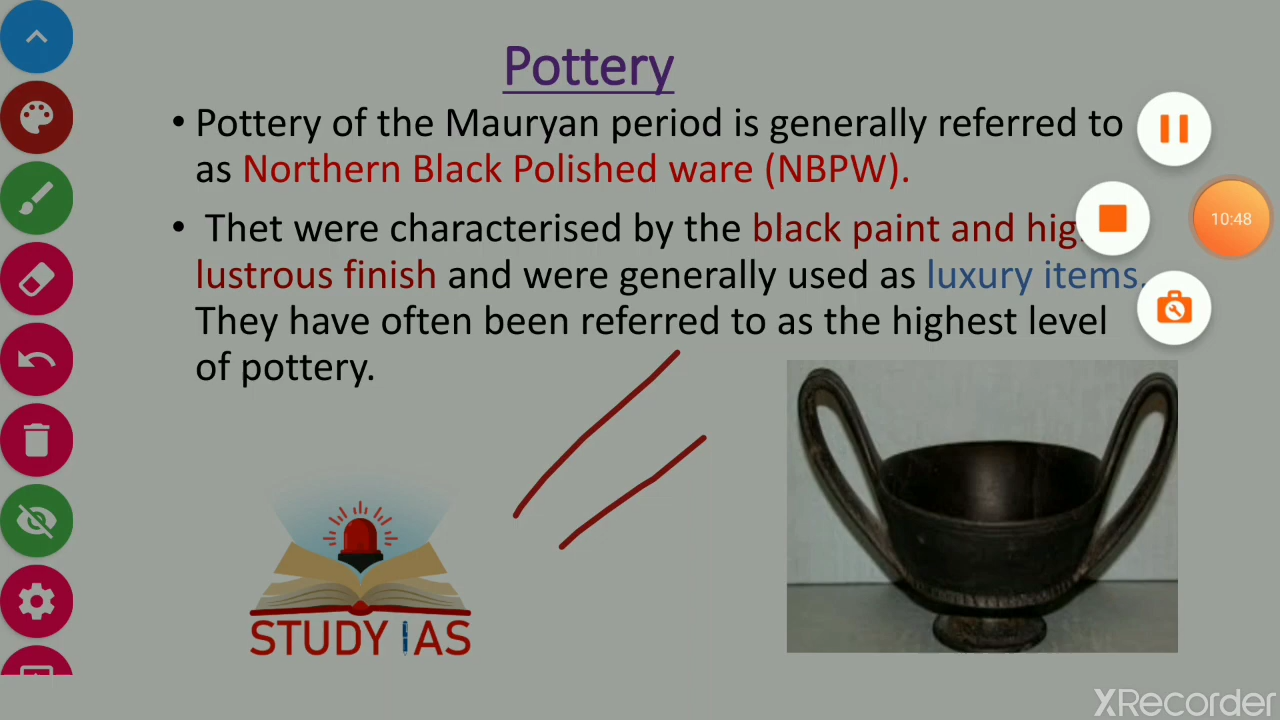 Pottery
• Pottery of the Mauryan period is generally referred to
as Northern Black Polished ware (NBPW).
• Thet were characterised by the black paint and hig
lustrous finish and were generally used as luxury items.
They have often been referred to as the highest level
of pottery.
10:48
STUDY IAS
XRecorder